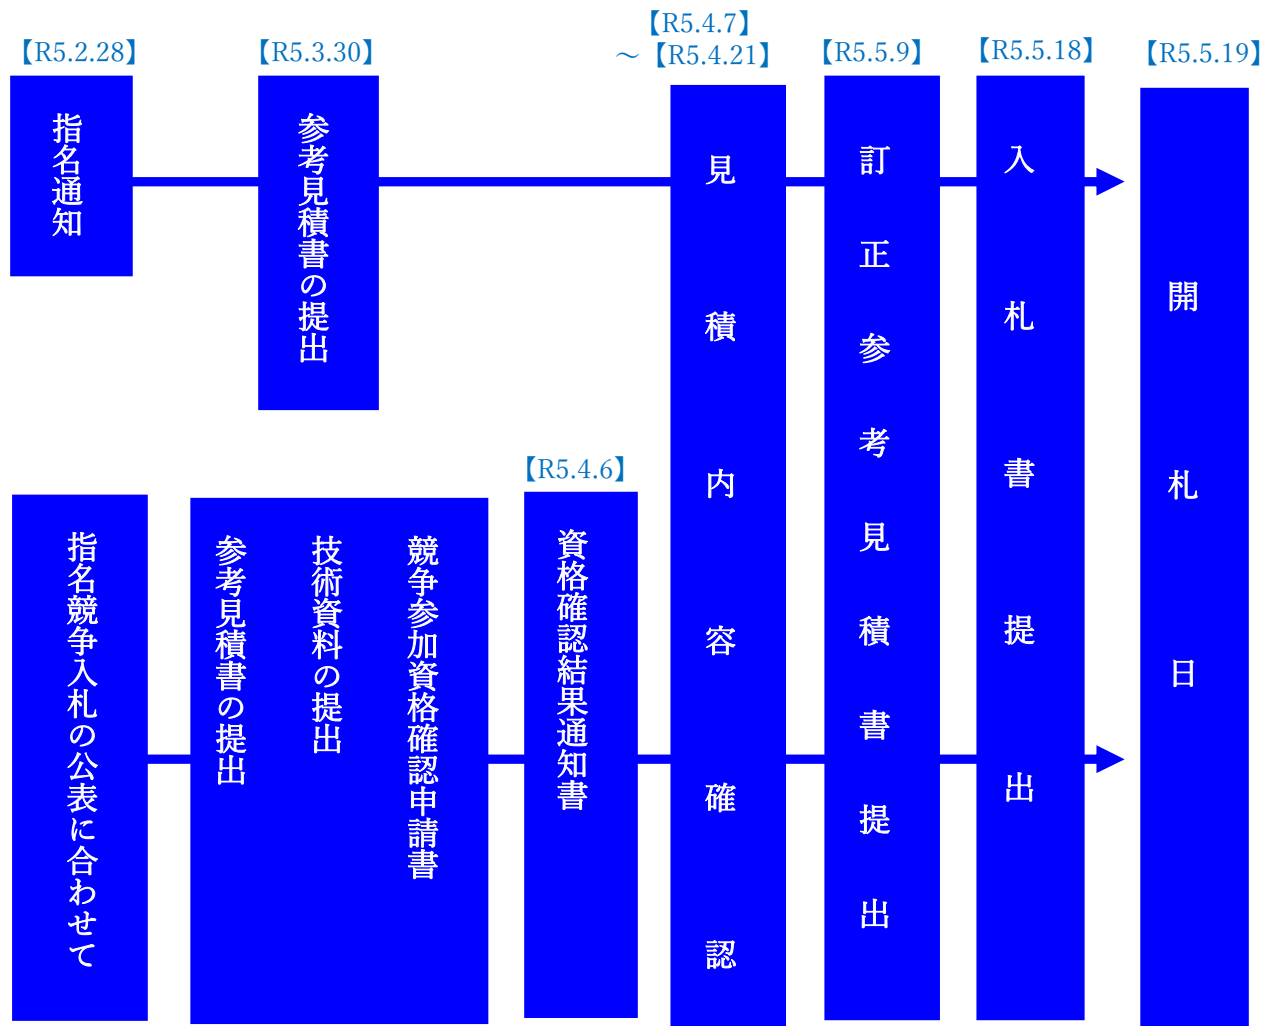 【R5.2.28】
指名通知
【R5.3.30】
参考見積書の提出
指名競争入札の公表に合わせて
競争参加資格確認申請書
技術資料の提出
参考見積書の提出
【R5.4.6】
資格確認結果通知書
【R5.4.7】
～【R5.4.21】
見積内容確認
【R5.5.9】
訂正参考見積書提出
【R5.5.18】
入札書提出
【R5.5.19】
開札日